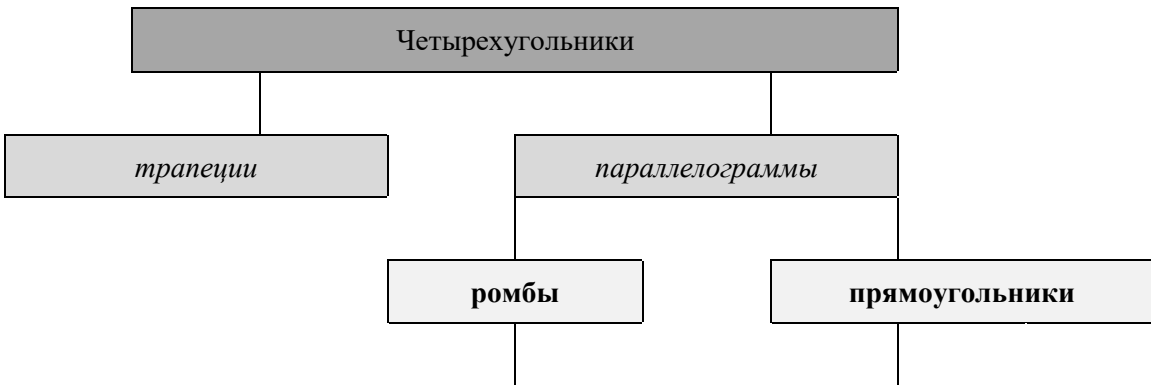 Четырехугольники
трапеции
параллелограммы
ромбы
прямоугольники